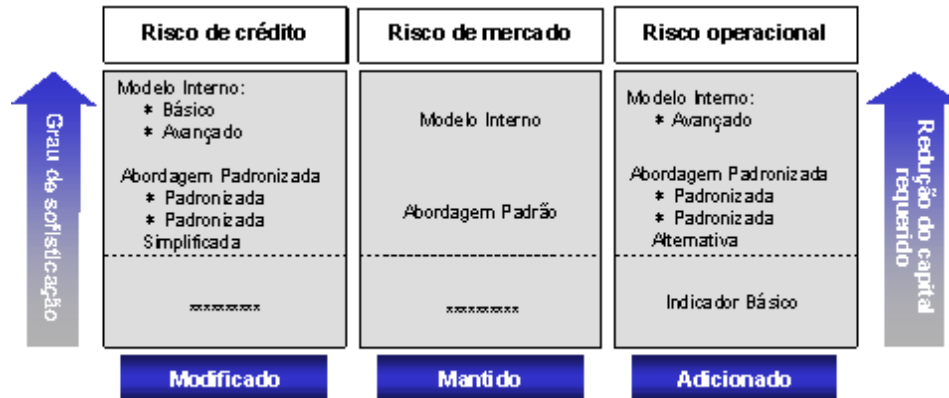 Risco de crédito
Risco de mercado
Risco operacional
Grau de sofisticação
Modelo Interno:
* Básico
* Avançado
Abordagem Padronizada
* Padronizada
* Padronizada
Simplificada
**********
Modelo Interno
Abordagem Padrão
**********
Modelo Interno:
* Avançado
Abordagem Padronizada
* Padronizada
* Padronizada
Alternativa
Indicador Básico
Redução do capital
requerido
Modificado
Mantido
Adicionado